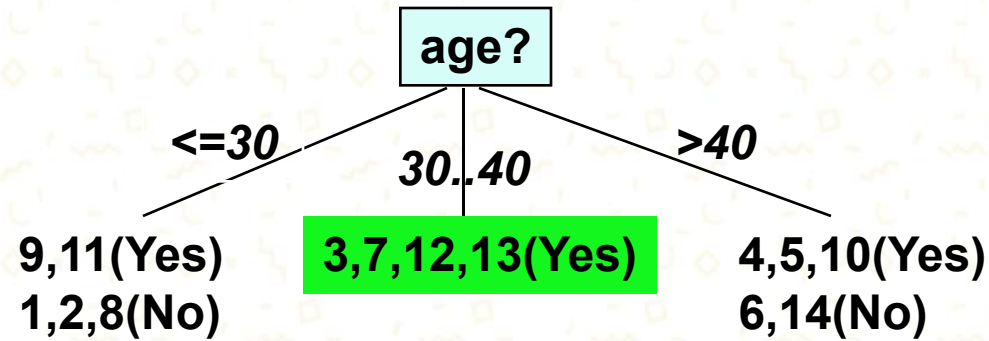 age?
<=30
30..40
>40
9,11(Yes)
1,2,8(No)
3,7,12,13(Yes)
4,5,10(Yes)
6,14(No)